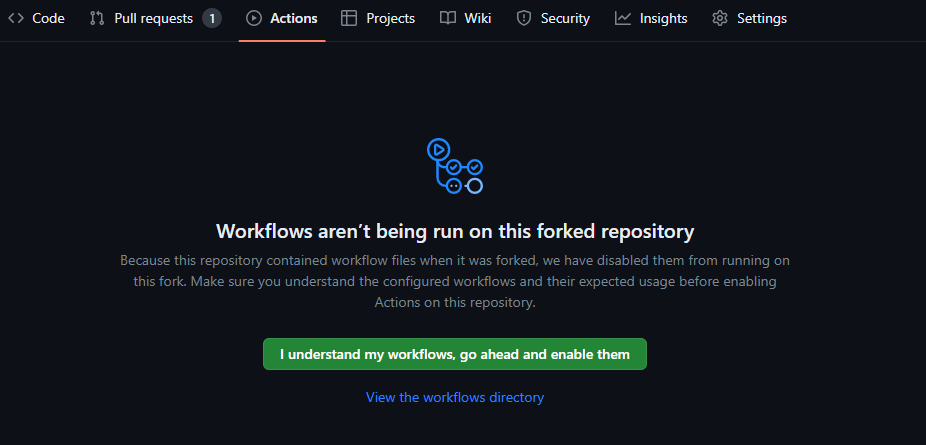 Code Pull requests 1 Actions Projects Wiki Security Insights Settings
Workflows aren’t being run on this forked repository
Because this repository contained workflow files when it was forked, we have disabled them from running on
this fork. Make sure you understand the configured workflows and their expected usage before enabling
Actions on this repository.
I understand my workflows, go ahead and enable them
View the workflows directory